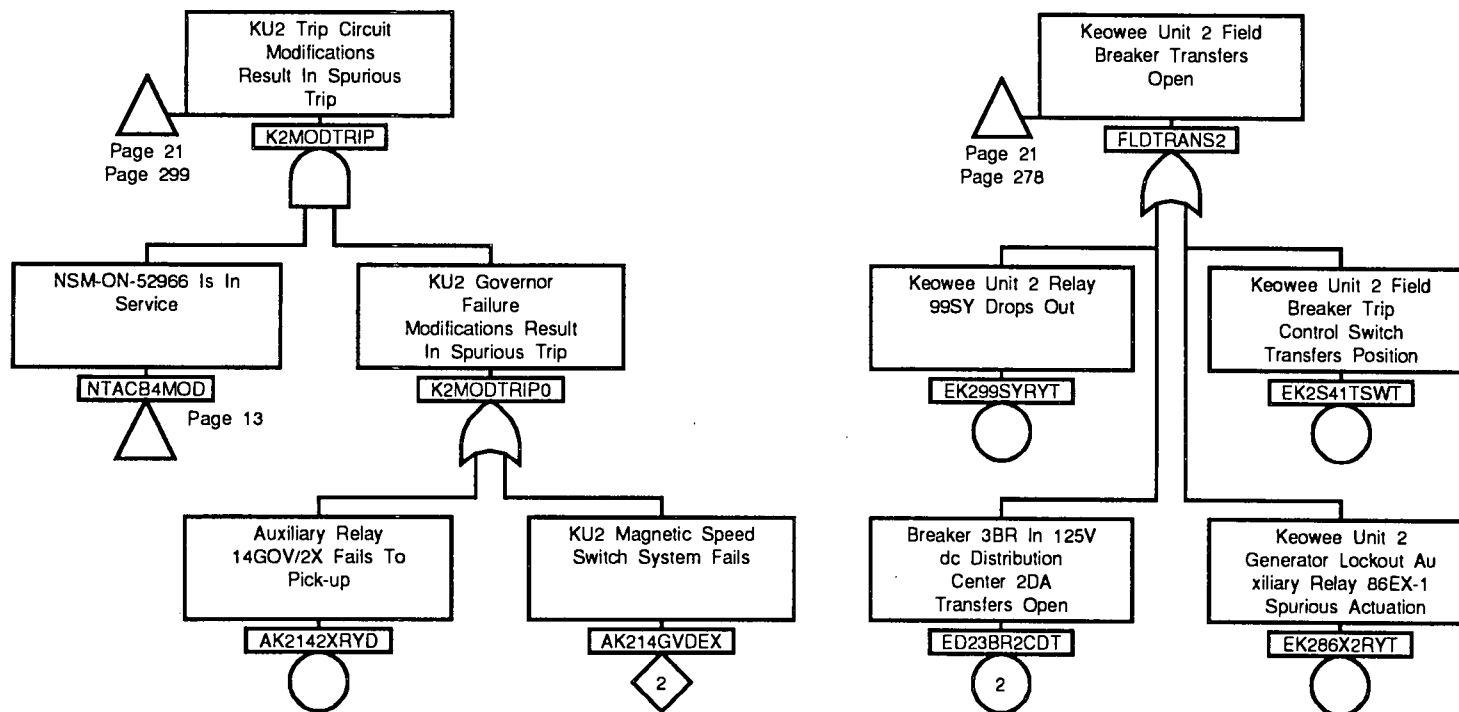 KU2 Trip Circuit
Modifications
Result In Spurious
Trip
K2MODTRIP
Page 21
Page 299
NSM-ON-52966 Is In
Service
NTACB4MOD
Page 13
KU2 Governor
Failure
Modifications Result
In Spurious Trip
K2MODTRIP0
Auxiliary Relay
14GOV/2X Fails To
Pick-up
AK2142XRYD
KU2 Magnetic Speed
Switch System Fails
AK214GVDEX
2
Keowee Unit 2 Field
Breaker Transfers
Open
FLDTRANS2
Page 21
Page 278
Keowee Unit 2 Relay
99SY Drops Out
EK299SYRYT
Keowee Unit 2 Field
Breaker Trip
Control Switch
Transfers Position
EK2S41TSWT
Breaker 3BR In 125V
dc Distribution
Center 2DA
Transfers Open
ED23BR2CDT
2
Keowee Unit 2
Generator Lockout Au
xiliary Relay 86EX-1
Spurious Actuation
EK286X2RYT